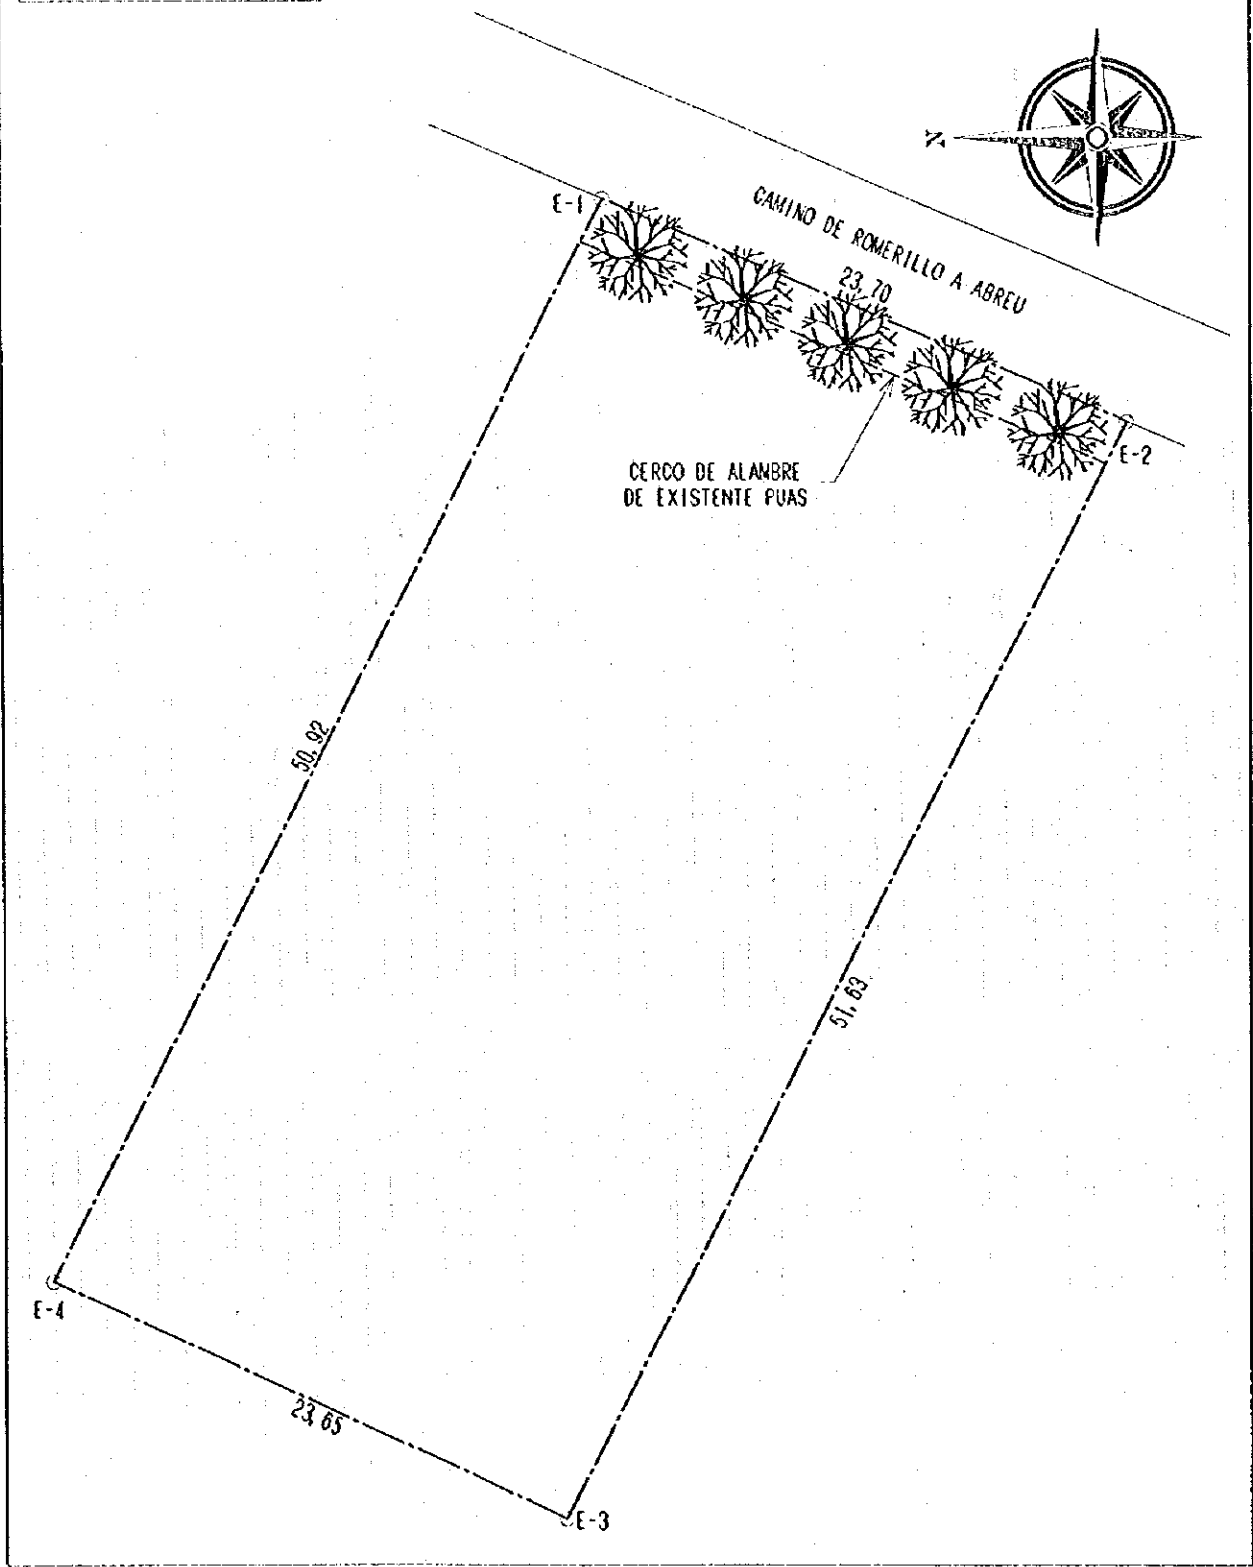 N
E-1
CAMINO DE ROMERILLO A ABREU
23,70
E-2
CERCO DE ALAMBRE
DE EXISTENTE PUAS
50,92
51,63
E-4
23,65
E-3